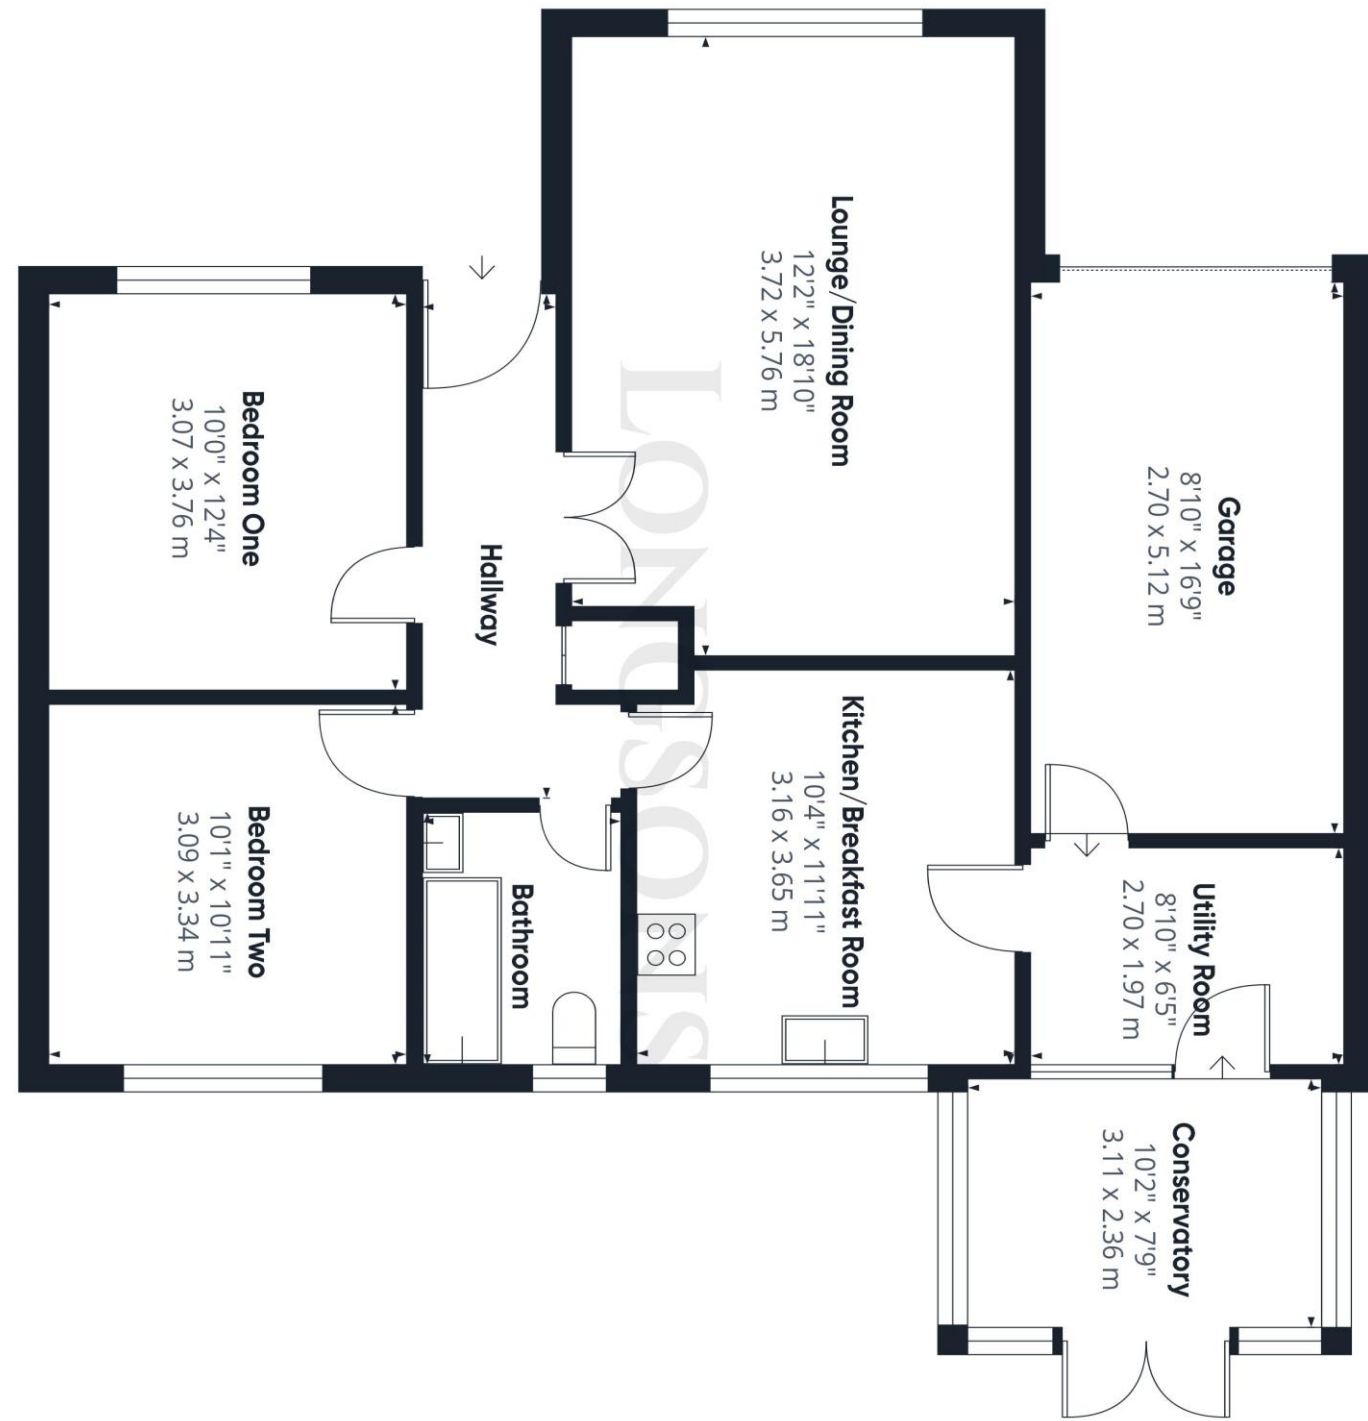 Lounge/Dining Room
12'2" x 18'10"
3.72 x 5.76 m
Garage
8'10" x 16'9"
2.70 x 5.12 m
Bedroom One
10'0" x 12'4"
3.07 x 3.76 m
Hallway
Kitchen/Breakfast Room
10'4" x 11'11"
3.16 x 3.65 m
Utility Room
8'10" x 6'5"
2.70 x 1.97 m
Bedroom Two
10'1" x 10'11"
3.09 x 3.34 m
Bathroom
Conservatory
10'2" x 7'9"
3.11 x 2.36 m
LONGSONS